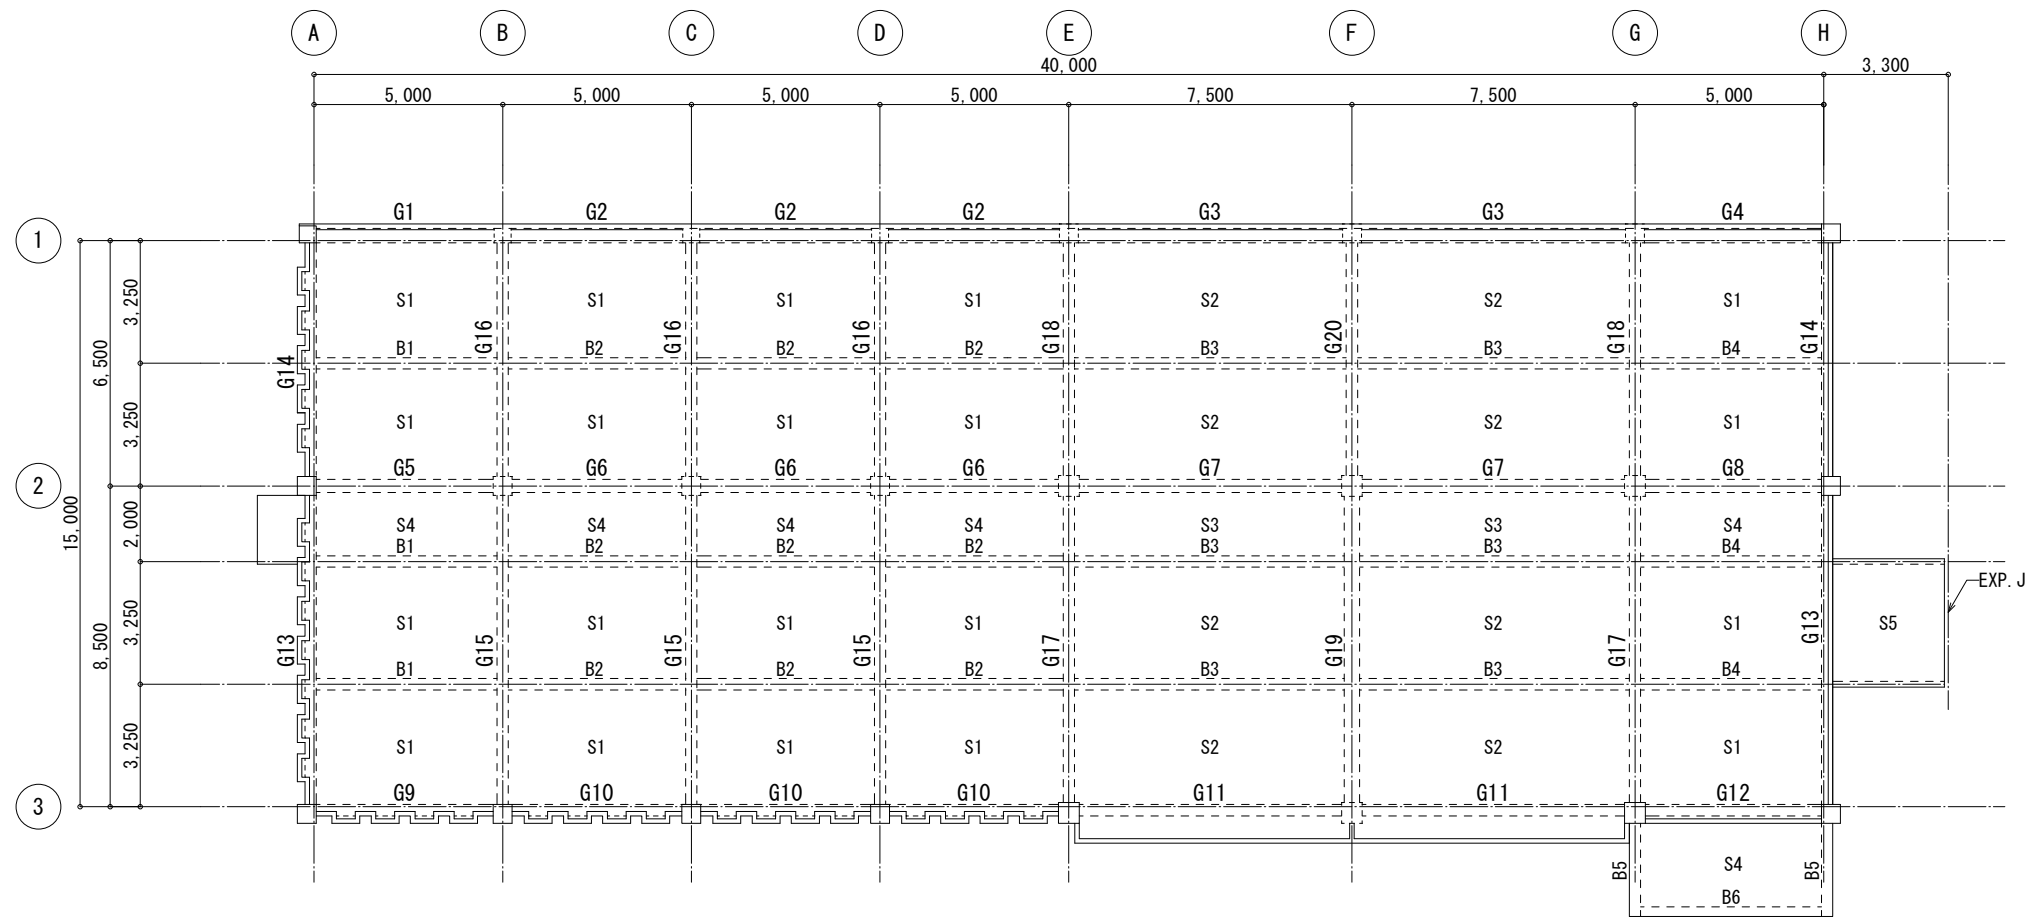 A B C D E F G H
40,000 3,300
5,000 5,000 5,000 5,000 7,500 7,500 5,000
G1 G2 G2 G2 G3 G3 G4
1
3,250
S1 S1 S1 S1 S2 S2 S1
G16 G16 G16 G18 G20 G18 G14
B1 B2 B2 B2 B3 B3 B4
6,500
G14
3,250
S1 S1 S1 S1 S2 S2 S1
G5 G6 G6 G6 G7 G7 G8
2
15,000
2,000
S4 S4 S4 S4 S3 S3 S4
B1 B2 B2 B2 B3 B3 B4
EXP.J
3,250
S1 S1 S1 S1 S2 S2 S1 S5
8,500
G13 G15 G15 G15 G17 G19 G17 G13
B1 B2 B2 B2 B3 B3 B4
3,250
S1 S1 S1 S1 S2 S2 S1
G9 G10 G10 G10 G11 G11 G12
3
B5 S4 B5
B6